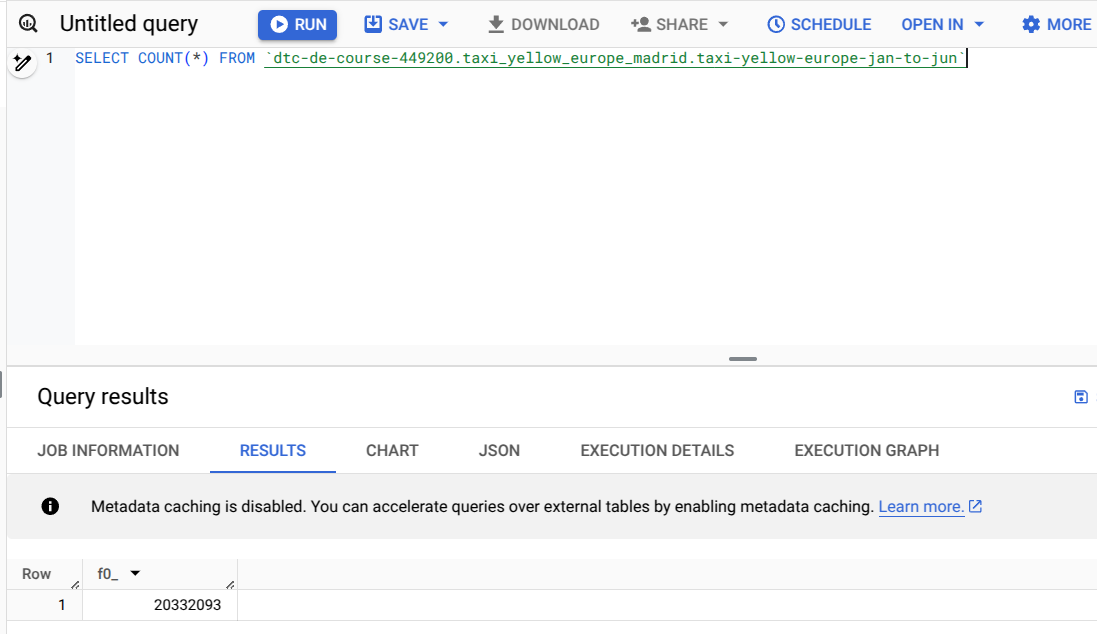 Untitled query RUN SAVE DOWNLOAD SHARE SCHEDULE OPEN IN MORE
1 SELECT COUNT(*) FROM `dtc-de-course-449200.taxi_yellow_europe_madrid.taxi-yellow-europe-jan-to-jun`
Query results
JOB INFORMATION RESULTS CHART JSON EXECUTION DETAILS EXECUTION GRAPH
Metadata caching is disabled. You can accelerate queries over external tables by enabling metadata caching. Learn more.
Row f0_
1 20332093